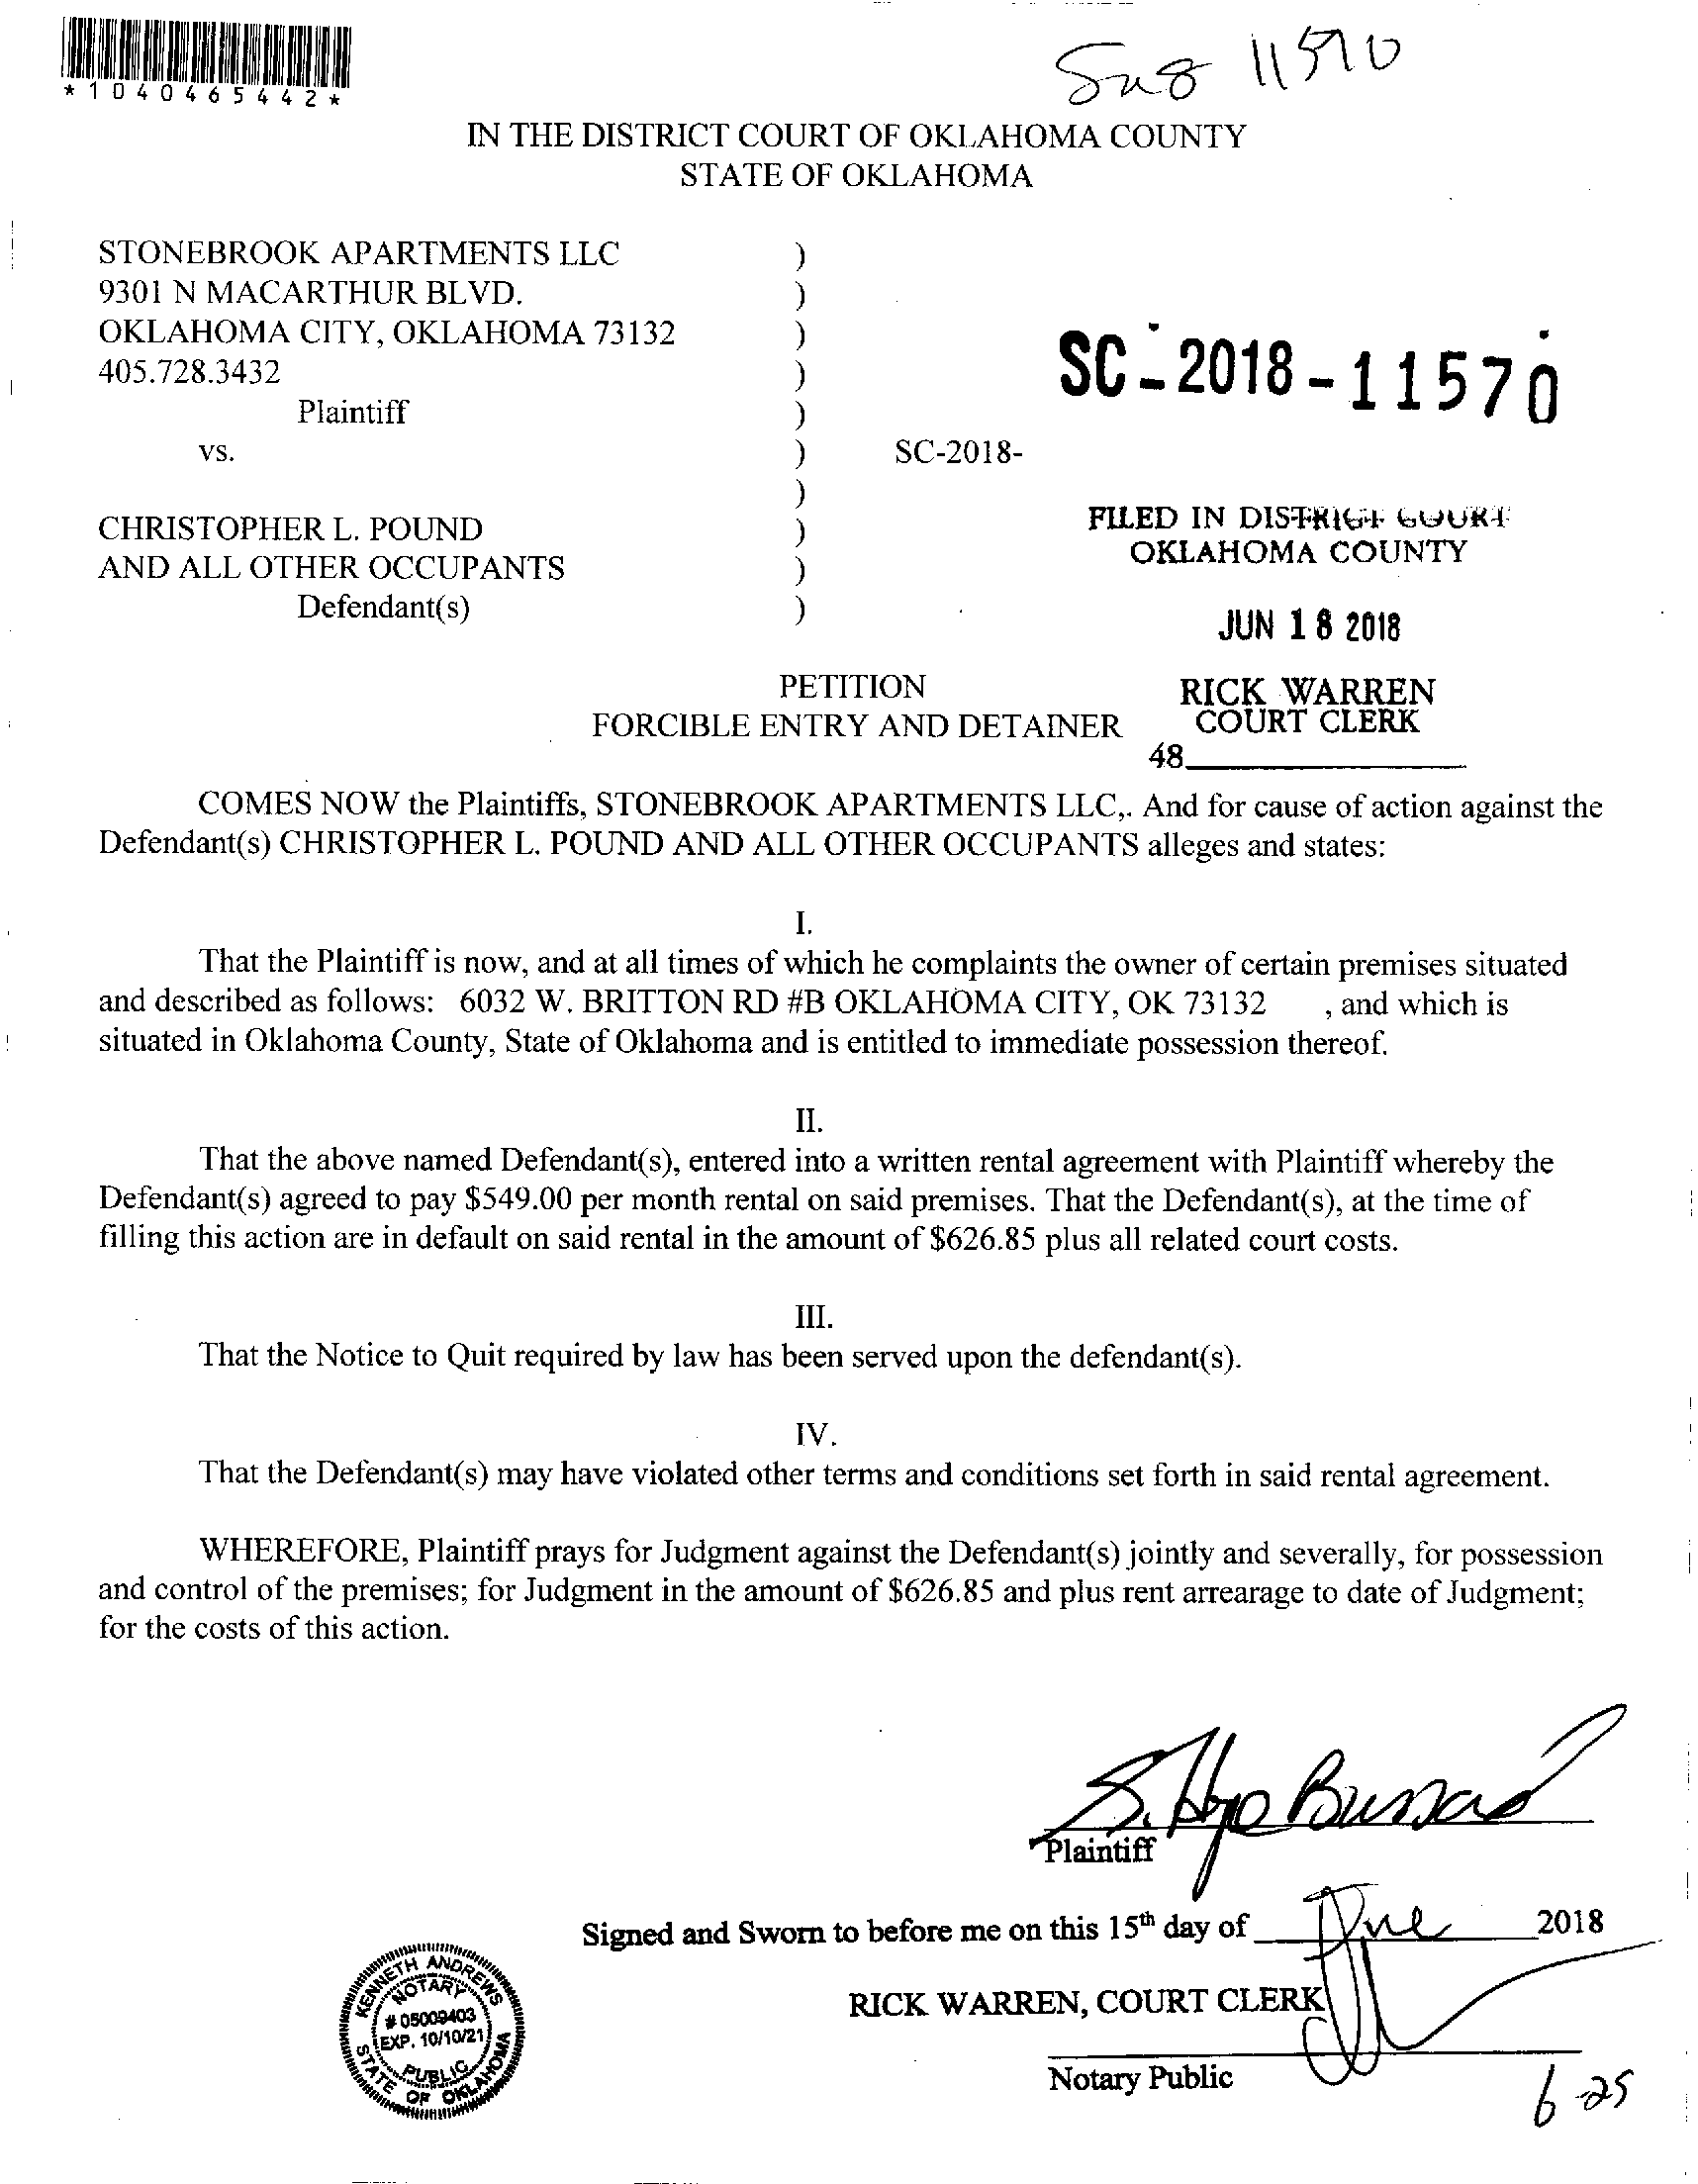 *1040465442*
11570
IN THE DISTRICT COURT OF OKLAHOMA COUNTY
STATE OF OKLAHOMA
STONEBROOK APARTMENTS LLC )
9301 N MACARTHUR BLVD. )
OKLAHOMA CITY, OKLAHOMA 73132 )
405.728.3432 )
Plaintiff )
vs. )
)
CHRISTOPHER L. POUND )
AND ALL OTHER OCCUPANTS )
Defendant(s) )
SC-2018-11570
SC-2018-
FILED IN DISTRICT COURT
OKLAHOMA COUNTY
JUN 18 2018
RICK WARREN
COURT CLERK
48
PETITION
FORCIBLE ENTRY AND DETAINER
COMES NOW the Plaintiffs, STONEBROOK APARTMENTS LLC,. And for cause of action against the
Defendant(s) CHRISTOPHER L. POUND AND ALL OTHER OCCUPANTS alleges and states:
I.
That the Plaintiff is now, and at all times of which he complaints the owner of certain premises situated
and described as follows: 6032 W. BRITTON RD #B OKLAHOMA CITY, OK 73132 , and which is
situated in Oklahoma County, State of Oklahoma and is entitled to immediate possession thereof.
II.
That the above named Defendant(s), entered into a written rental agreement with Plaintiff whereby the
Defendant(s) agreed to pay $549.00 per month rental on said premises. That the Defendant(s), at the time of
filling this action are in default on said rental in the amount of $626.85 plus all related court costs.
III.
That the Notice to Quit required by law has been served upon the defendant(s).
IV.
That the Defendant(s) may have violated other terms and conditions set forth in said rental agreement.
WHEREFORE, Plaintiff prays for Judgment against the Defendant(s) jointly and severally, for possession
and control of the premises; for Judgment in the amount of $626.85 and plus rent arrearage to date of Judgment;
for the costs of this action.
Plaintiff
Signed and Sworn to before me on this 15th day of June 2018
RICK WARREN, COURT CLERK
Notary Public
6-25
KENNETH ANDREWS
NOTARY
# 05009403
EXP. 10/10/21
PUBLIC
STATE OF OKLAHOMA